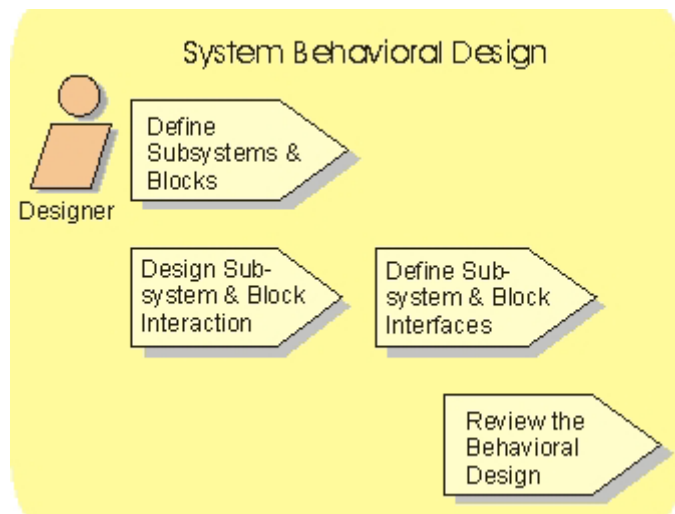 System Behavioral Design
Define
Subsystems &
Blocks
Designer
Design Sub-
system & Block
Interaction
Define Sub-
system & Block
Interfaces
Review the
Behavioral
Design